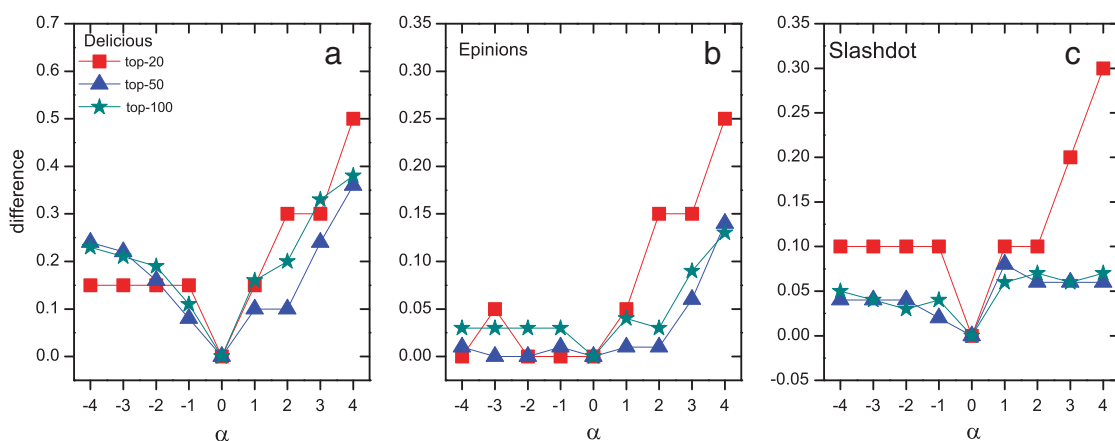 Delicious
top-20
top-50
top-100
a
0.7
0.6
0.5
0.4
0.3
0.2
0.1
0.0
difference
-4 -3 -2 -1 0 1 2 3 4
α
Epinions
b
0.35
0.30
0.25
0.20
0.15
0.10
0.05
0.00
-4 -3 -2 -1 0 1 2 3 4
α
Slashdot
c
0.35
0.30
0.25
0.20
0.15
0.10
0.05
0.00
-0.05
-4 -3 -2 -1 0 1 2 3 4
α